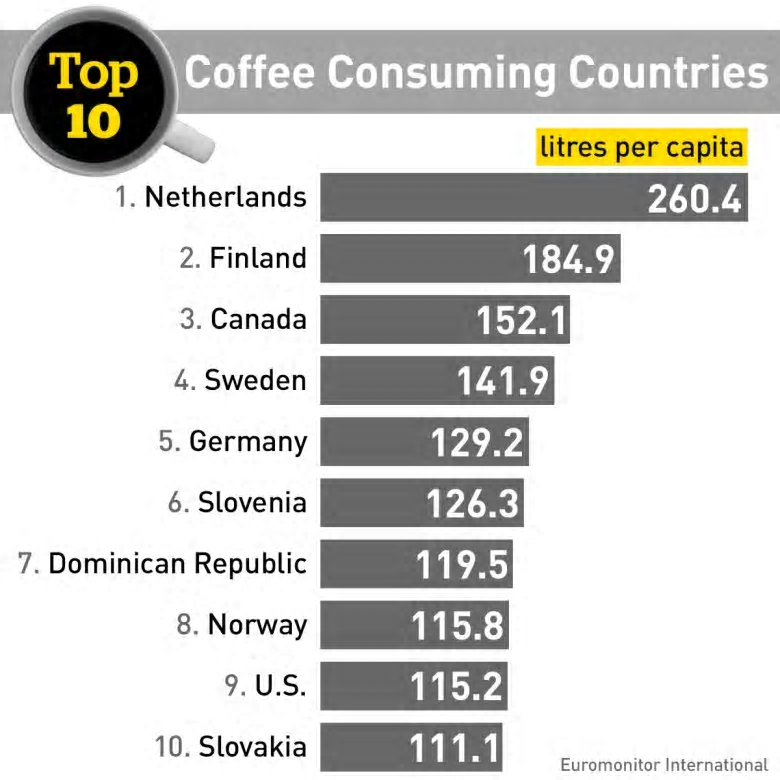 Top
10
Coffee Consuming Countries
litres per capita
1. Netherlands 260.4
2. Finland 184.9
3. Canada 152.1
4. Sweden 141.9
5. Germany 129.2
6. Slovenia 126.3
7. Dominican Republic 119.5
8. Norway 115.8
9. U.S. 115.2
10. Slovakia 111.1
Euromonitor International